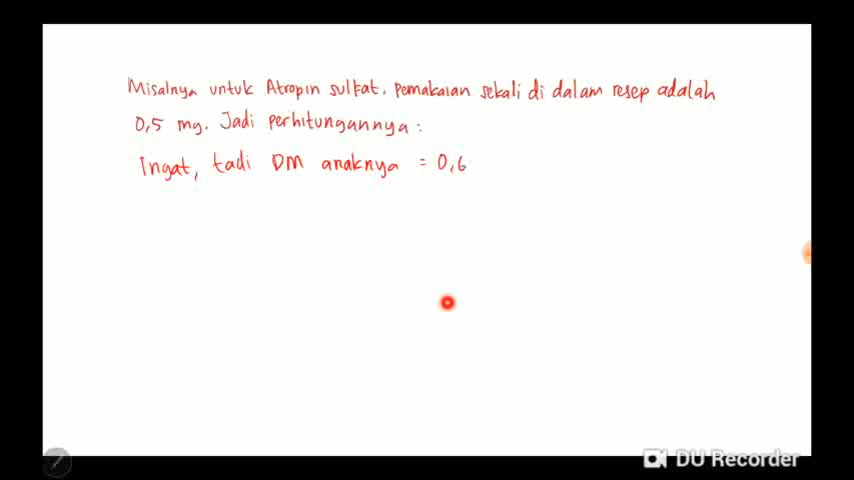 Misalnya untuk Atropin sulfat. pemakaian sekali di dalam resep adalah
0,5 mg. Jadi perhitungannya :
Ingat, tadi DM anaknya = 0,6
DU Recorder